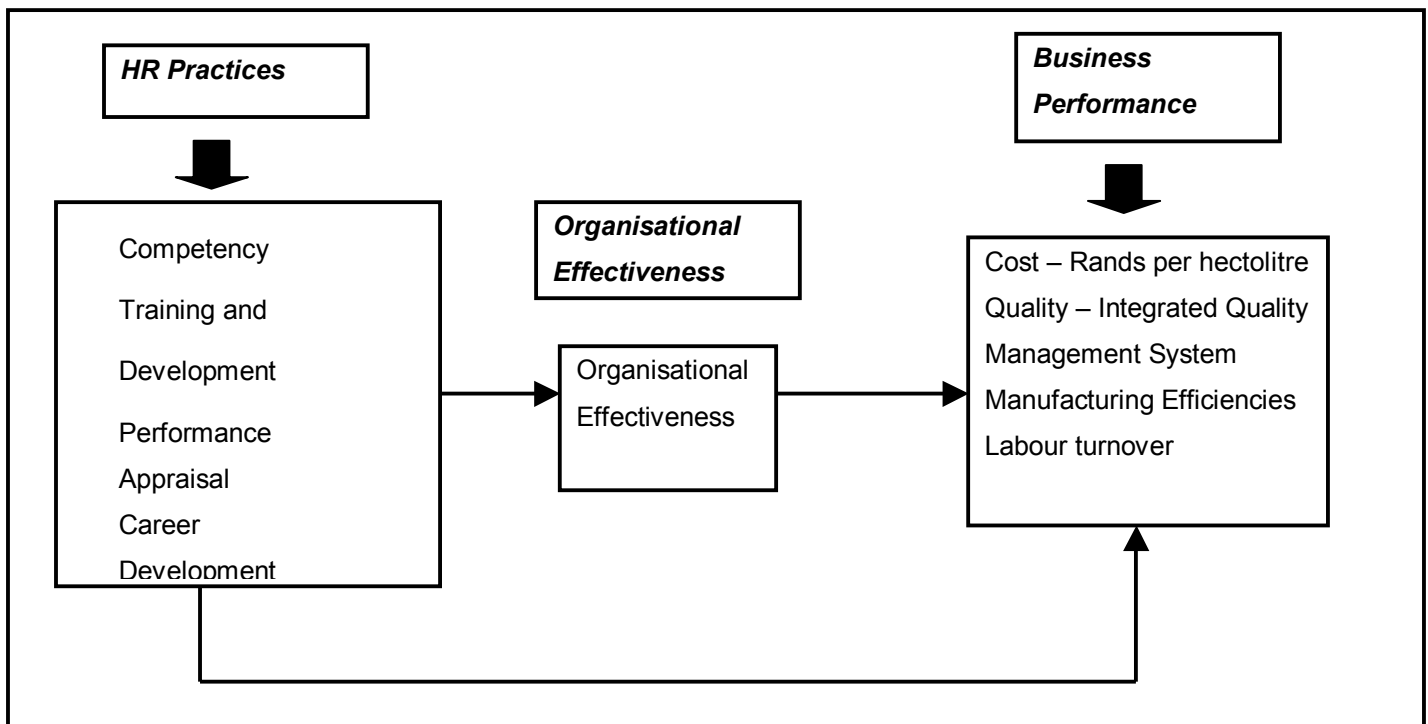 HR Practices
Competency
Training and
Development
Performance
Appraisal
Career
Development
Organisational
Effectiveness
Organisational
Effectiveness
Business
Performance
Cost – Rands per hectolitre
Quality – Integrated Quality
Management System
Manufacturing Efficiencies
Labour turnover